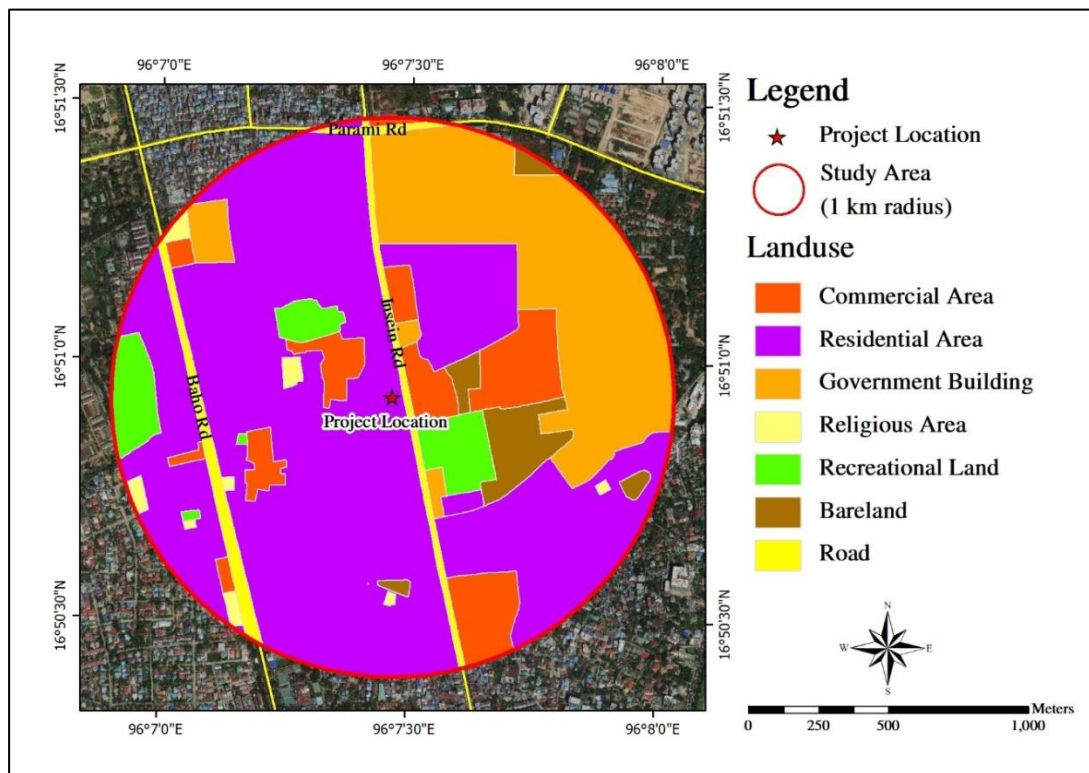 96°7'0"E 96°7'30"E 96°8'0"E
16°51'30"N
16°51'30"N
Parami Rd
Insein Rd
16°51'0"N
16°51'0"N
Baho Rd
Project Location
16°50'30"N
16°50'30"N
96°7'0"E 96°7'30"E 96°8'0"E
Legend
Project Location
Study Area
(1 km radius)
Landuse
Commercial Area
Residential Area
Government Building
Religious Area
Recreational Land
Bareland
Road
N
W E
S
Meters
0 250 500 1,000